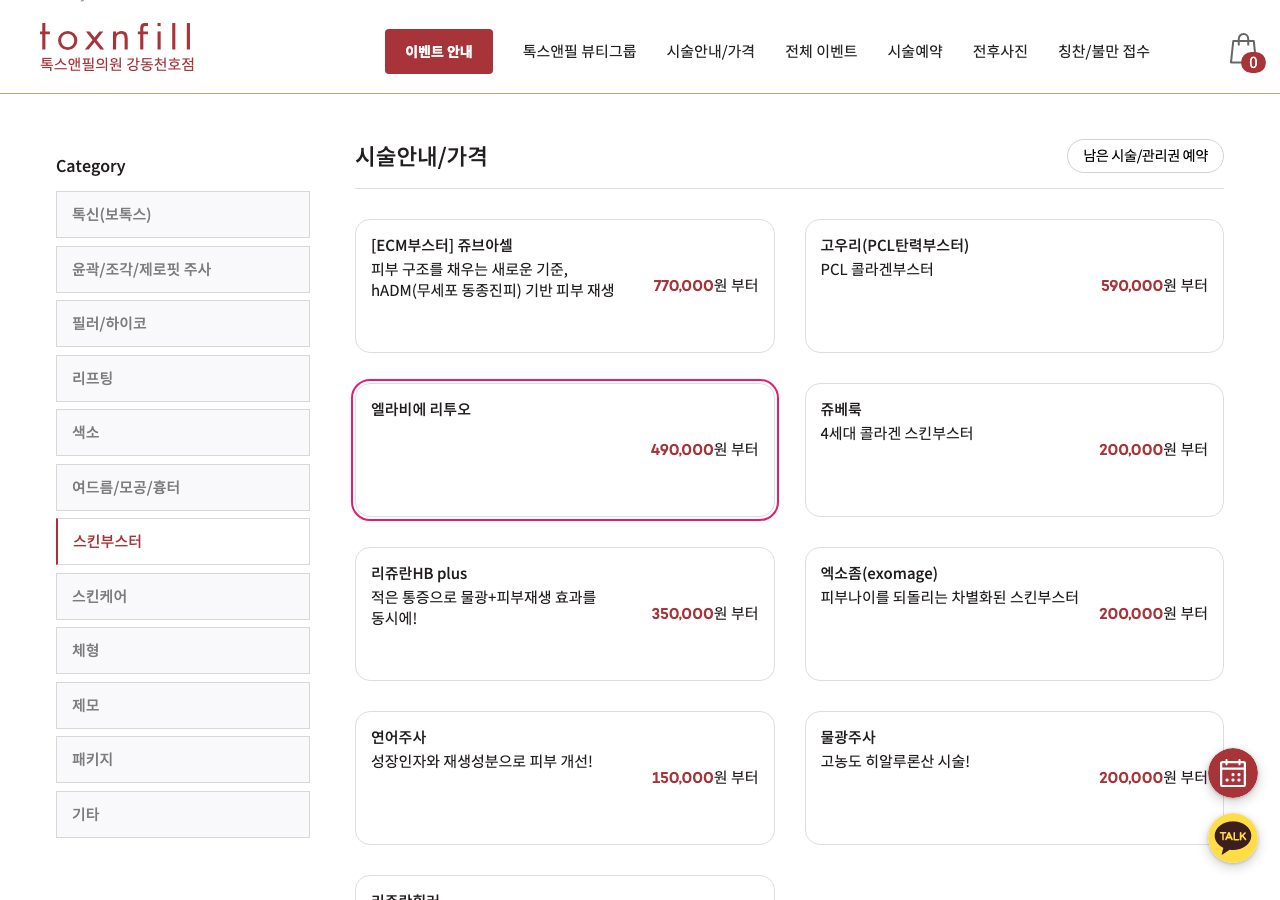 toxnfill
톡스앤필의원 강동천호점
이벤트 안내
톡스앤필 뷰티그룹
시술안내/가격
전체 이벤트
시술예약
전후사진
칭찬/불만 접수
0
Category
톡신(보톡스)
윤곽/조각/제로핏 주사
필러/하이코
리프팅
색소
여드름/모공/흉터
스킨부스터
스킨케어
체형
제모
패키지
기타
시술안내/가격
남은 시술/관리권 예약
[ECM부스터] 쥬브아셀
피부 구조를 채우는 새로운 기준,
hADM(무세포 동종진피) 기반 피부 재생
770,000원 부터
고우리(PCL탄력부스터)
PCL 콜라겐부스터
590,000원 부터
엘라비에 리투오
490,000원 부터
쥬베룩
4세대 콜라겐 스킨부스터
200,000원 부터
리쥬란HB plus
적은 통증으로 물광+피부재생 효과를
동시에!
350,000원 부터
엑소좀(exomage)
피부나이를 되돌리는 차별화된 스킨부스터
200,000원 부터
연어주사
성장인자와 재생성분으로 피부 개선!
150,000원 부터
물광주사
고농도 히알루론산 시술!
200,000원 부터
TALK